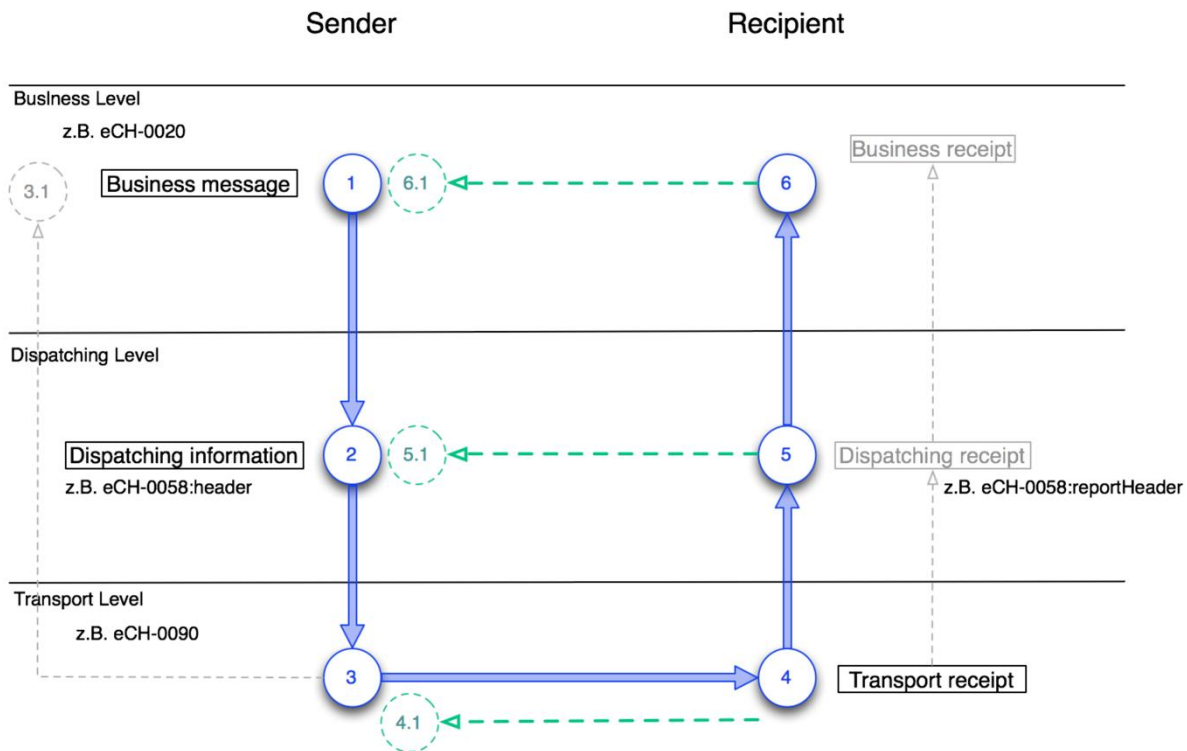 Sender
Recipient
Business Level
z.B. eCH-0020
Business receipt
3.1
Business message
1
6.1
6
Dispatching Level
Dispatching information
2
5.1
5
Dispatching receipt
z.B. eCH-0058:header
z.B. eCH-0058:reportHeader
Transport Level
z.B. eCH-0090
3
4
Transport receipt
4.1